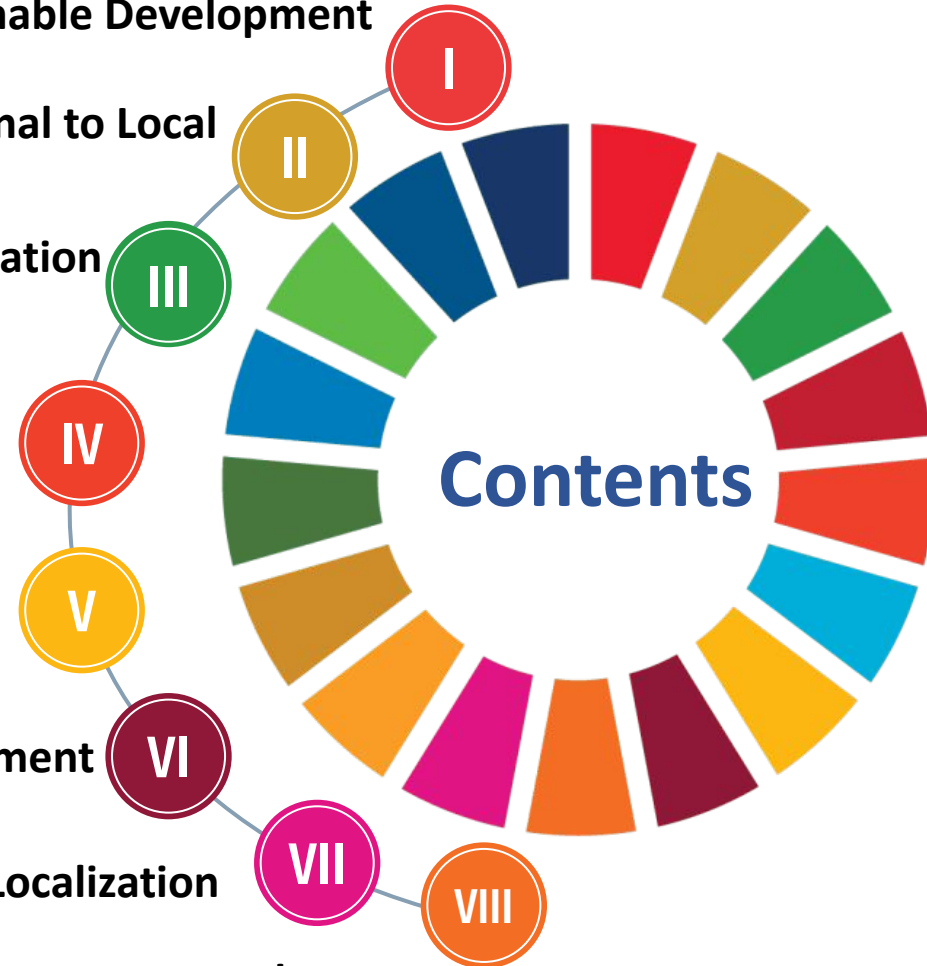 nable Development
I
nal to Local
II
ation
III
IV
Contents
V
ment
VI
Localization
VII
VIII